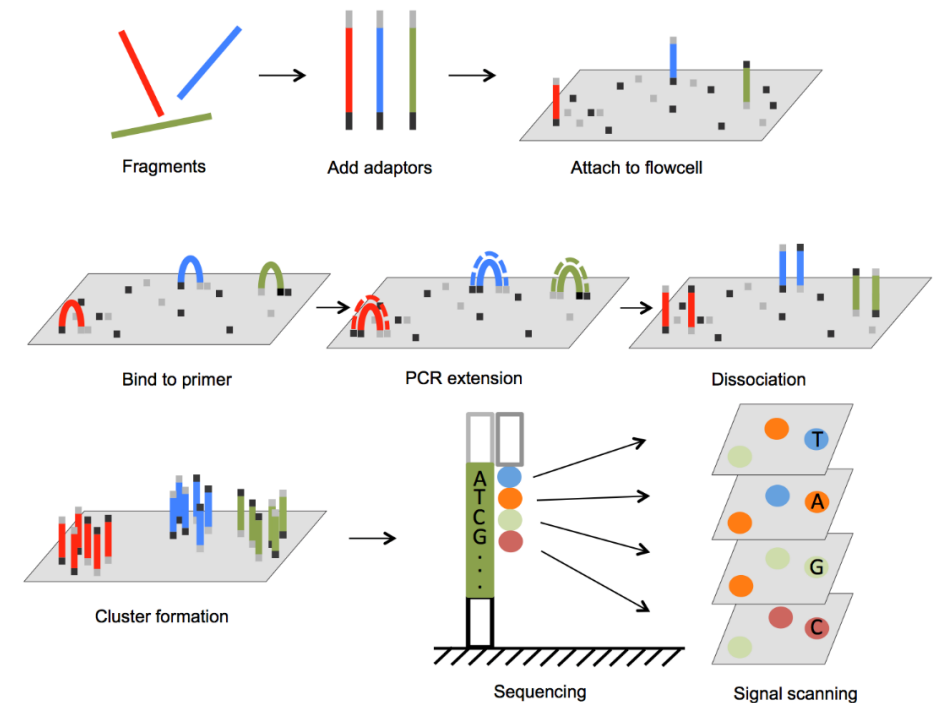 Fragments
Add adaptors
Attach to flowcell
Bind to primer
PCR extension
Dissociation
Cluster formation
A
T
C
G
.
.
.
Sequencing
T
A
G
C
Signal scanning